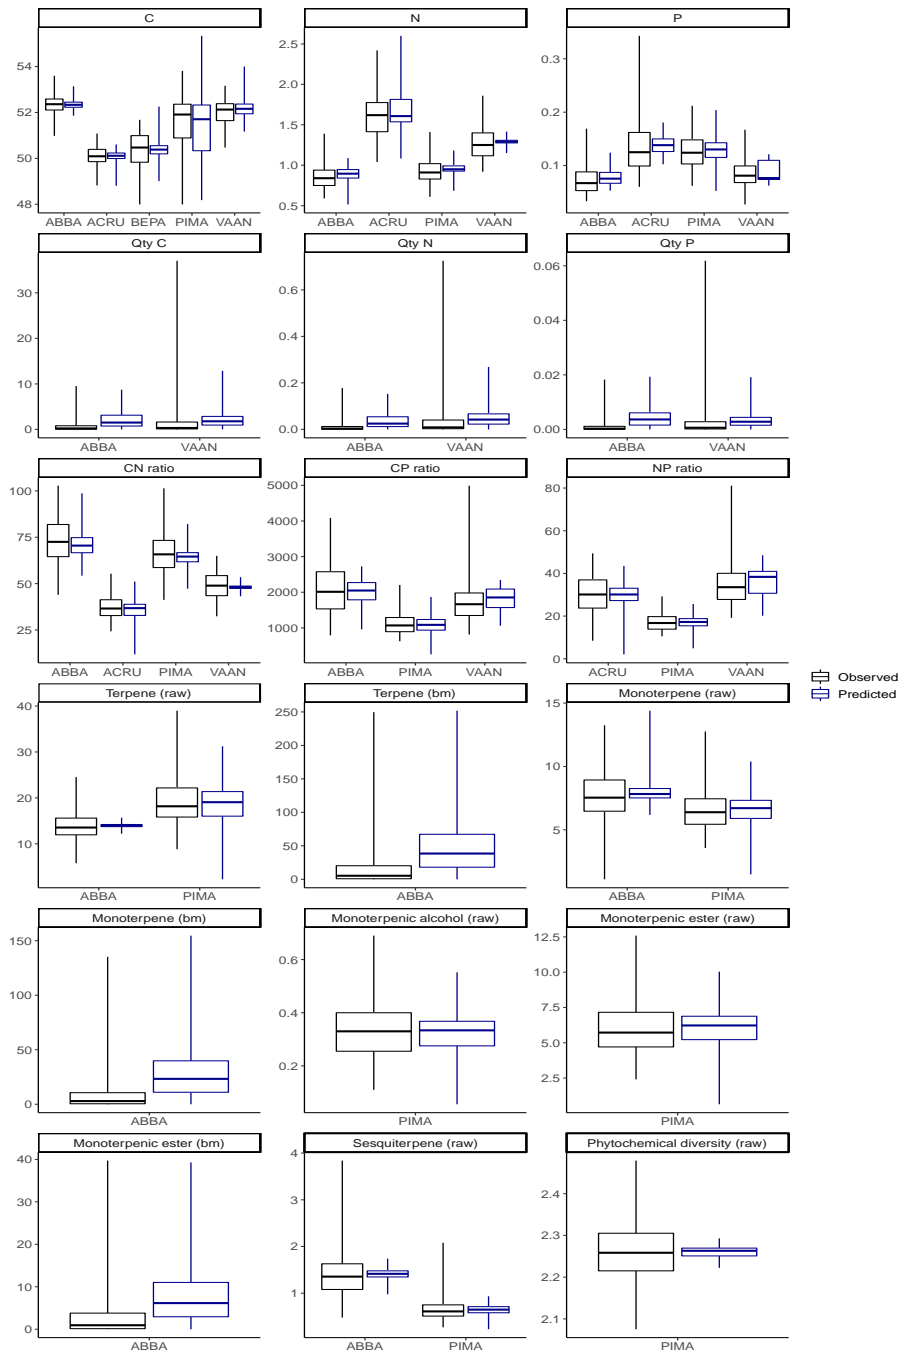 C
N
P
54
52
50
48
2.5
2.0
1.5
1.0
0.5
0.3
0.2
0.1
ABBA ACRU BEPA PIMA VAAN
ABBA ACRU PIMA VAAN
ABBA ACRU PIMA VAAN
Qty C
Qty N
Qty P
30
20
10
0
0.6
0.4
0.2
0.0
0.06
0.04
0.02
0.00
ABBA VAAN
ABBA VAAN
ABBA VAAN
CN ratio
CP ratio
NP ratio
100
75
50
25
5000
4000
3000
2000
1000
80
60
40
20
0
ABBA ACRU PIMA VAAN
ABBA PIMA VAAN
ACRU PIMA VAAN
Observed
Predicted
Terpene (raw)
Terpene (bm)
Monoterpene (raw)
40
30
20
10
250
200
150
100
50
0
15
10
5
ABBA PIMA
ABBA
ABBA PIMA
Monoterpene (bm)
Monoterpenic alcohol (raw)
Monoterpenic ester (raw)
150
100
50
0
0.6
0.4
0.2
12.5
10.0
7.5
5.0
2.5
ABBA
PIMA
PIMA
Monoterpenic ester (bm)
Sesquiterpene (raw)
Phytochemical diversity (raw)
40
30
20
10
0
4
3
2
1
2.4
2.3
2.2
2.1
ABBA
ABBA PIMA
PIMA